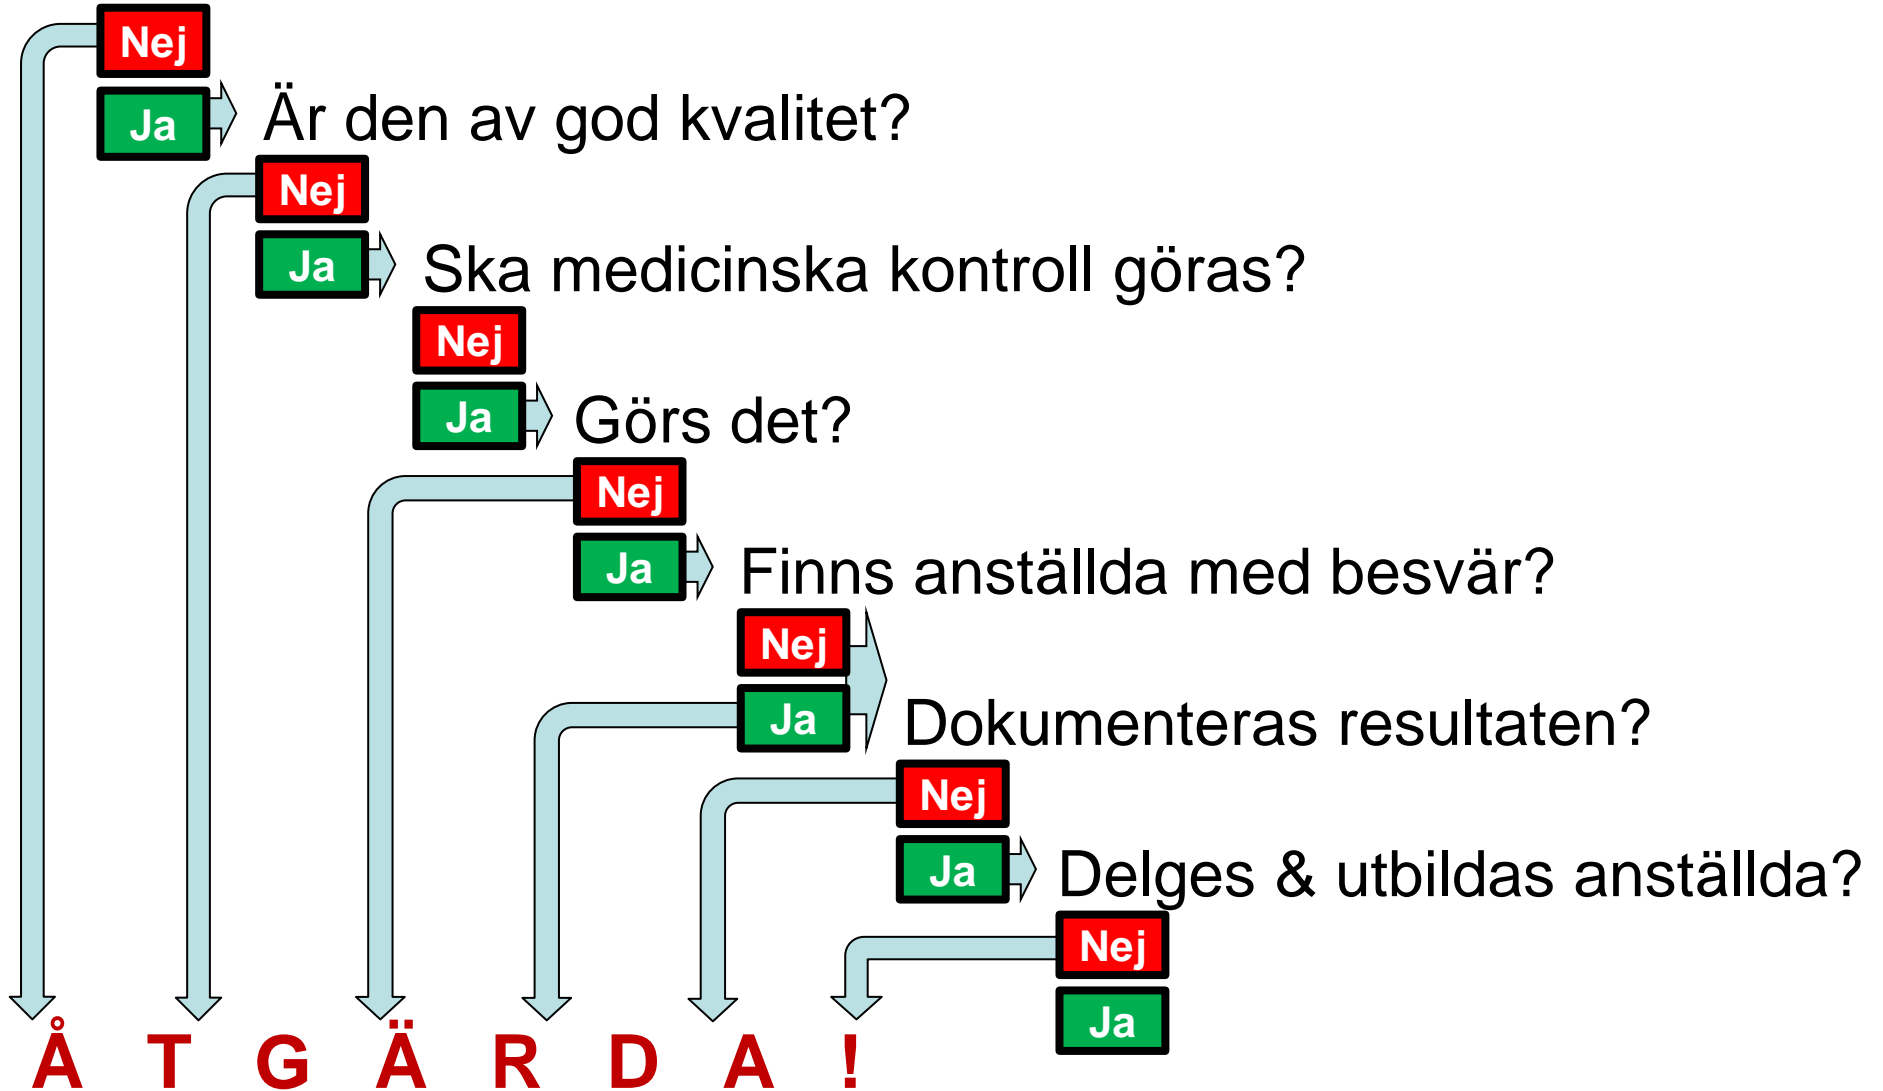 Nej
Ja Är den av god kvalitet?
Nej
Ja Ska medicinska kontroll göras?
Nej
Ja Görs det?
Nej
Ja Finns anställda med besvär?
Nej
Ja Dokumenteras resultaten?
Nej
Ja Delges & utbildas anställda?
Nej
Ja
Å T G Ä R D A !